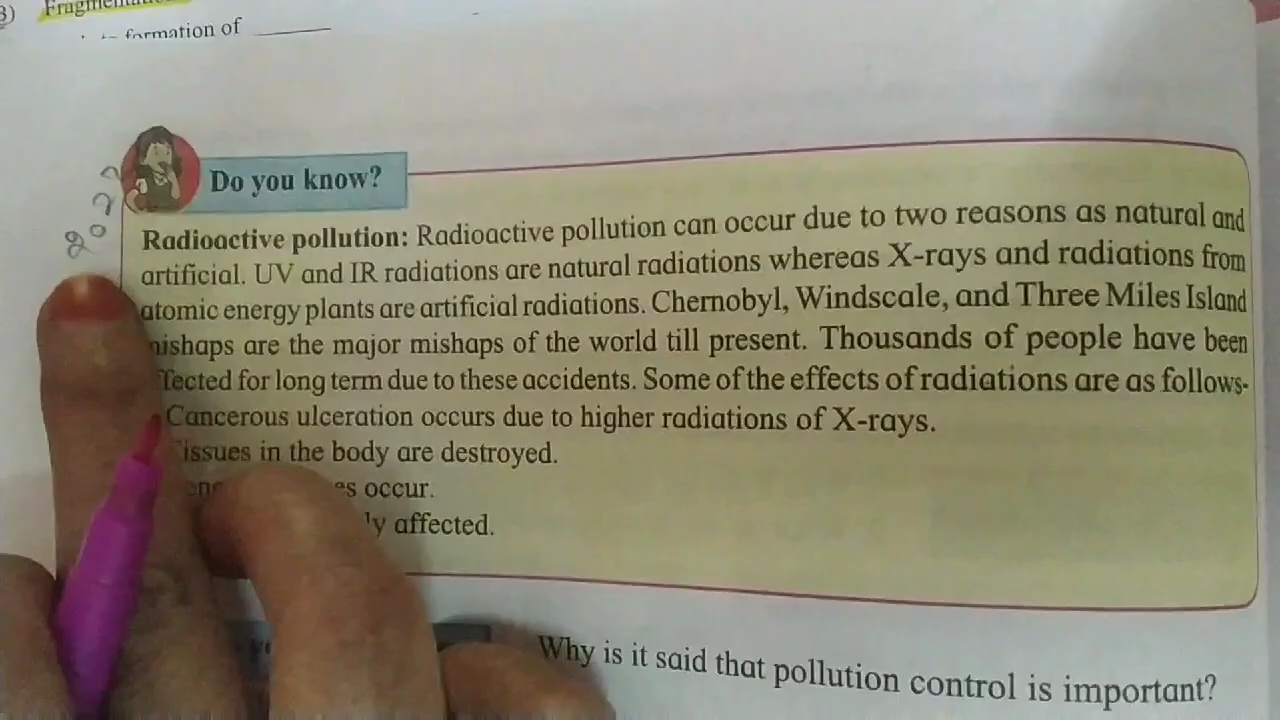 3)
formation of ______
Do you know?
202
Radioactive pollution: Radioactive pollution can occur due to two reasons as natural and
artificial. UV and IR radiations are natural radiations whereas X-rays and radiations from
atomic energy plants are artificial radiations. Chernobyl, Windscale, and Three Miles Island
mishaps are the major mishaps of the world till present. Thousands of people have been
ffected for long term due to these accidents. Some of the effects of radiations are as follows-
Cancerous ulceration occurs due to higher radiations of X-rays.
issues in the body are destroyed.
es occur.
ly affected.
Why is it said that pollution control is important?